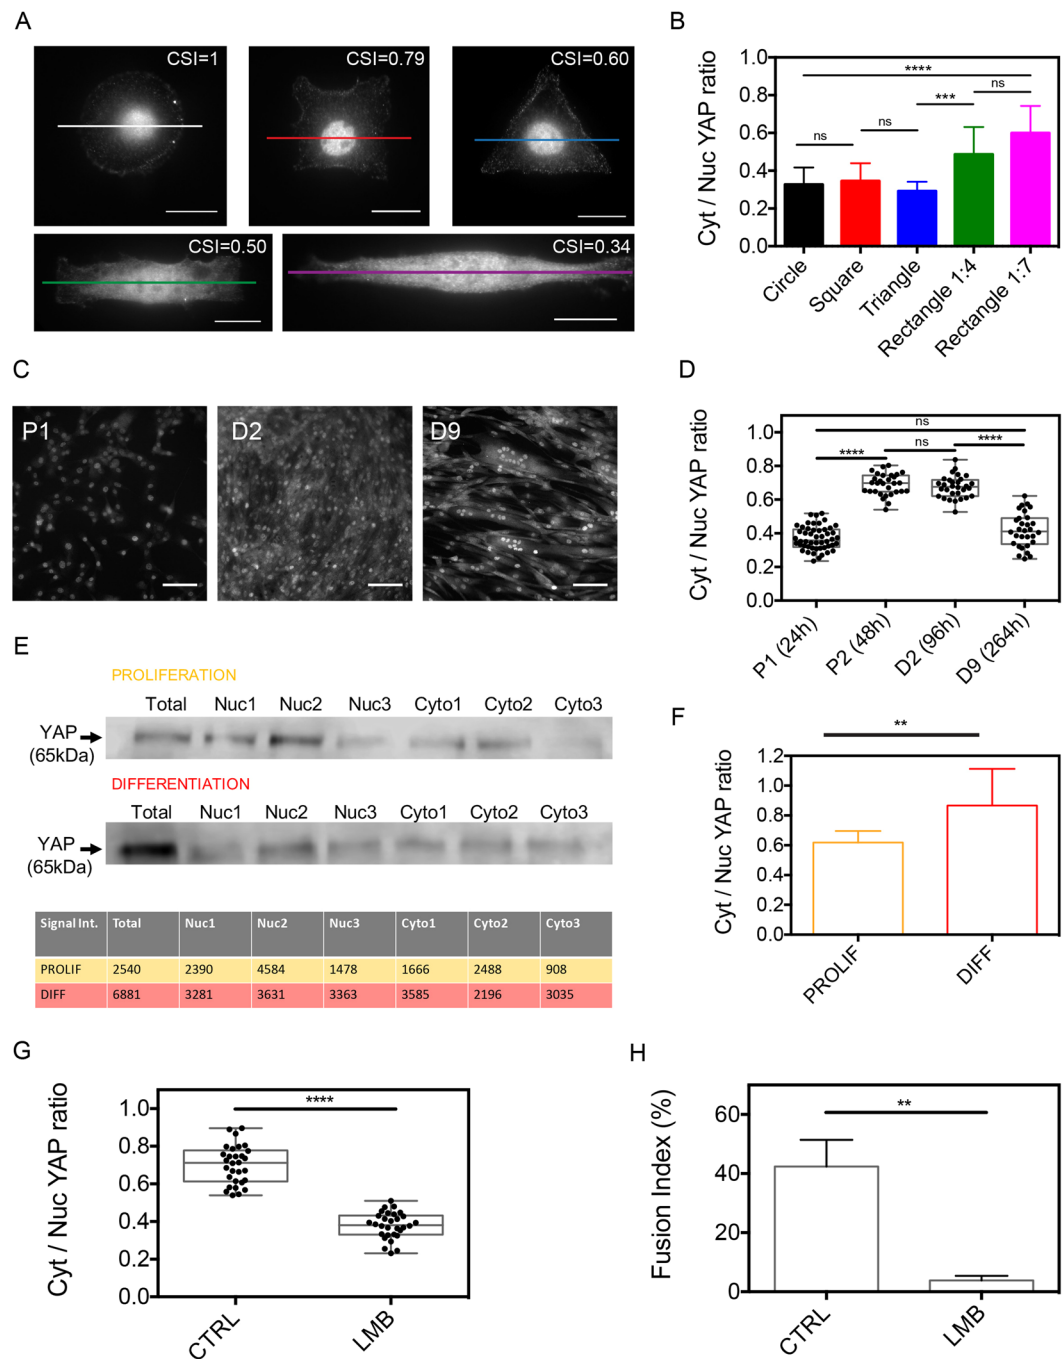 A
CSI=1
CSI=0.79
CSI=0.60
CSI=0.50
CSI=0.34
B
Cyt / Nuc YAP ratio
1.0
0.8
0.6
0.4
0.2
0.0
****
ns
***
ns
ns
Circle
Square
Triangle
Rectangle 1:4
Rectangle 1:7
C
P1
D2
D9
D
Cyt / Nuc YAP ratio
1.0
0.8
0.6
0.4
0.2
0.0
ns
****
ns
****
P1 (24h)
P2 (48h)
D2 (96h)
D9 (264h)
E
PROLIFERATION
Total Nuc1 Nuc2 Nuc3 Cyto1 Cyto2 Cyto3
YAP
(65kDa)
DIFFERENTIATION
Total Nuc1 Nuc2 Nuc3 Cyto1 Cyto2 Cyto3
YAP
(65kDa)
Signal Int. Total Nuc1 Nuc2 Nuc3 Cyto1 Cyto2 Cyto3
PROLIF 2540 2390 4584 1478 1666 2488 908
DIFF 6881 3281 3631 3363 3585 2196 3035
F
Cyt / Nuc YAP ratio
**
1.2
1.0
0.8
0.6
0.4
0.2
0.0
PROLIF
DIFF
G
Cyt / Nuc YAP ratio
1.0
0.8
0.6
0.4
0.2
0.0
****
CTRL
LMB
H
Fusion Index (%)
60
40
20
0
**
CTRL
LMB